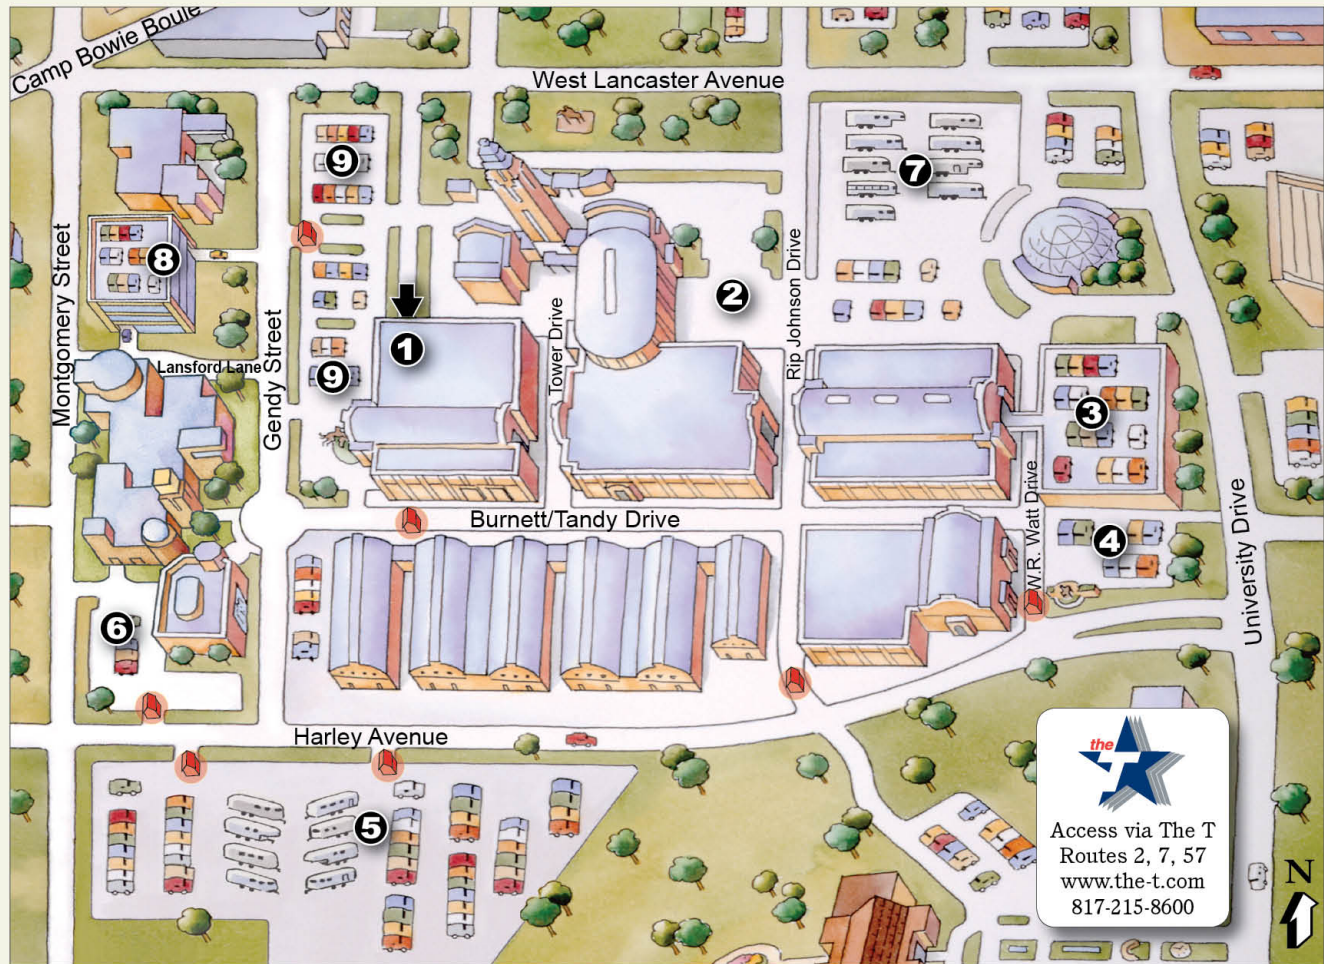 Camp Bowie Boule
West Lancaster Avenue
9
7
8
Montgomery Street
Gendy Street
Lansford Lane
1
9
Tower Drive
2
Rip Johnson Drive
3
Burnett/Tandy Drive
W.R. Watt Drive
4
University Drive
6
Harley Avenue
5
the
T
Access via The T
Routes 2, 7, 57
www.the-t.com
817-215-8600
N